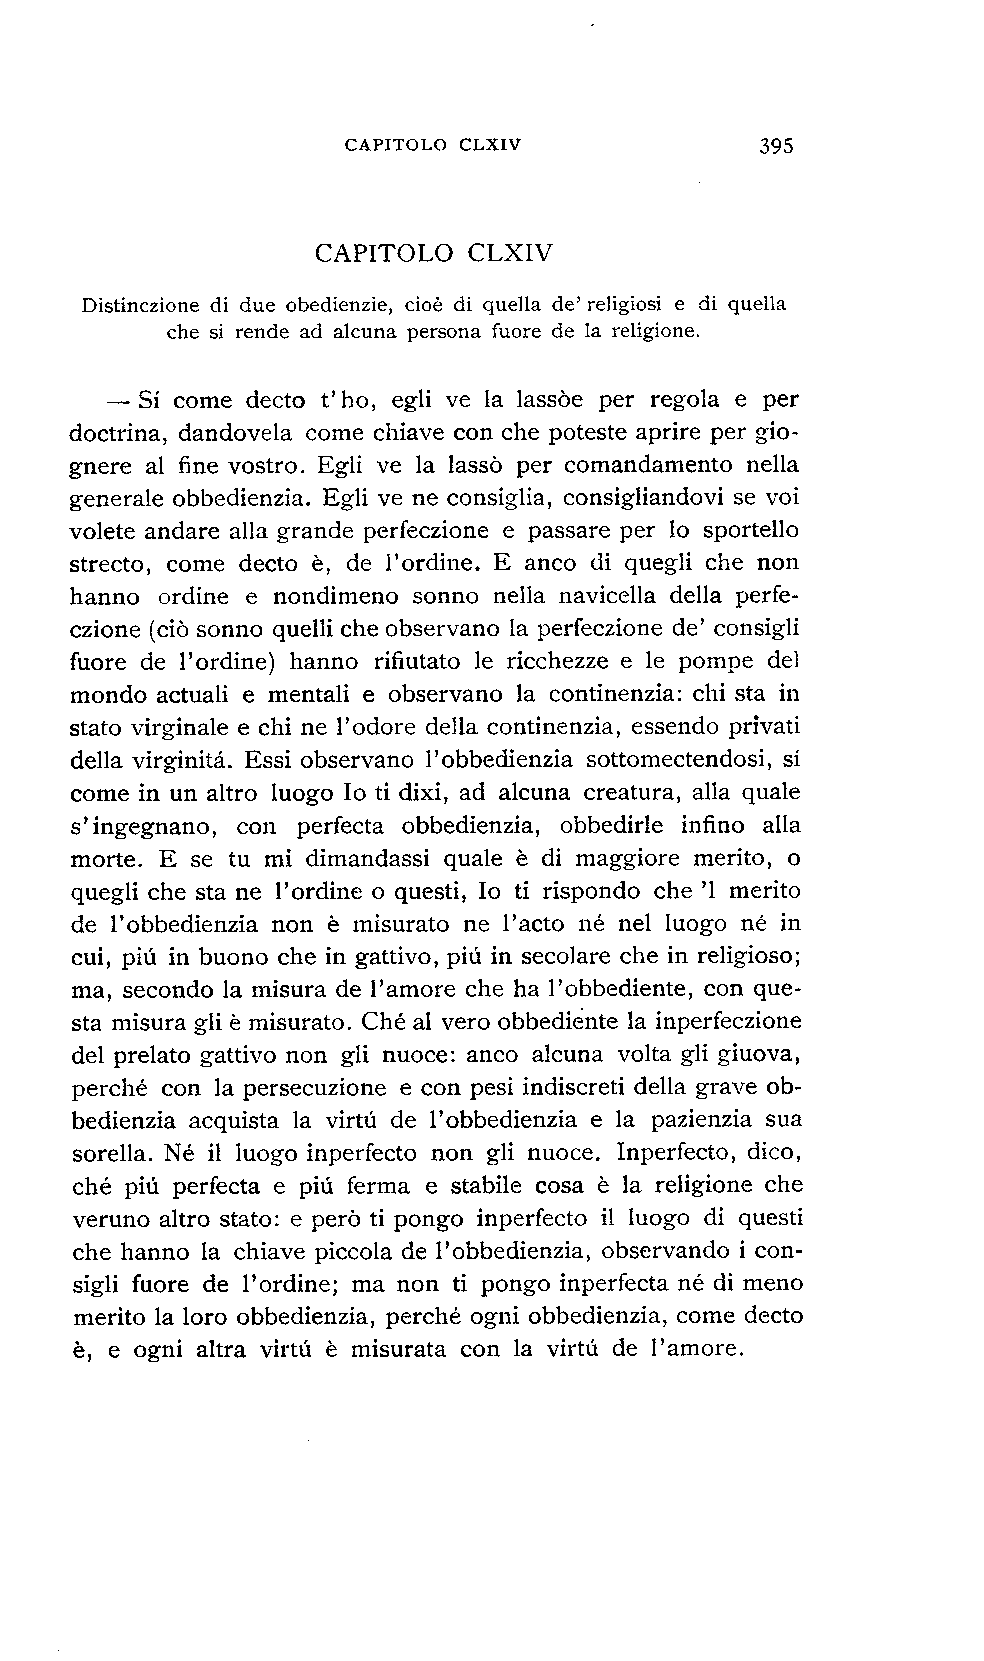 CAPITOLO CLXIV 395
CAPITOLO CLXIV
Distinczione di due obedienzie, cioè di quella de' religiosi e di quella
che si rende ad alcuna persona fuore de la religione.
— Sí come decto t'ho, egli ve la lassòe per regola e per
doctrina, dandovela come chiave con che poteste aprire per gio-
gnere al fine vostro. Egli ve la lassò per comandamento nella
generale obbedienzia. Egli ve ne consiglia, consigliandovi se voi
volete andare alla grande perfeczione e passare per lo sportello
strecto, come decto è, de l'ordine. E anco di quegli che non
hanno ordine e nondimeno sonno nella navicella della perfe-
czione (ciò sonno quelli che observano la perfeczione de' consigli
fuore de l'ordine) hanno rifiutato le ricchezze e le pompe del
mondo actuali e mentali e observano la continenzia: chi sta in
stato virginale e chi ne l'odore della continenzia, essendo privati
della virginitá. Essi observano l'obbedienzia sottomectendosi, sí
come in un altro luogo Io ti dixi, ad alcuna creatura, alla quale
s'ingegnano, con perfecta obbedienzia, obbedirle infino alla
morte. E se tu mi dimandassi quale è di maggiore merito, o
quegli che sta ne l'ordine o questi, Io ti rispondo che 'l merito
de l'obbedienzia non è misurato ne l'acto né nel luogo né in
cui, piú in buono che in gattivo, piú in secolare che in religioso;
ma, secondo la misura de l'amore che ha l'obbediente, con que-
sta misura gli è misurato. Ché al vero obbediente la inperfeczione
del prelato gattivo non gli nuoce: anco alcuna volta gli giuova,
perché con la persecuzione e con pesi indiscreti della grave ob-
bedienzia acquista la virtú de l'obbedienzia e la pazienzia sua
sorella. Né il luogo inperfecto non gli nuoce. Inperfecto, dico,
ché piú perfecta e piú ferma e stabile cosa è la religione che
veruno altro stato: e però ti pongo inperfecto il luogo di questi
che hanno la chiave piccola de l'obbedienzia, observando i con-
sigli fuore de l'ordine; ma non ti pongo inperfecta né di meno
merito la loro obbedienzia, perché ogni obbedienzia, come decto
è, e ogni altra virtú è misurata con la virtú de l'amore.